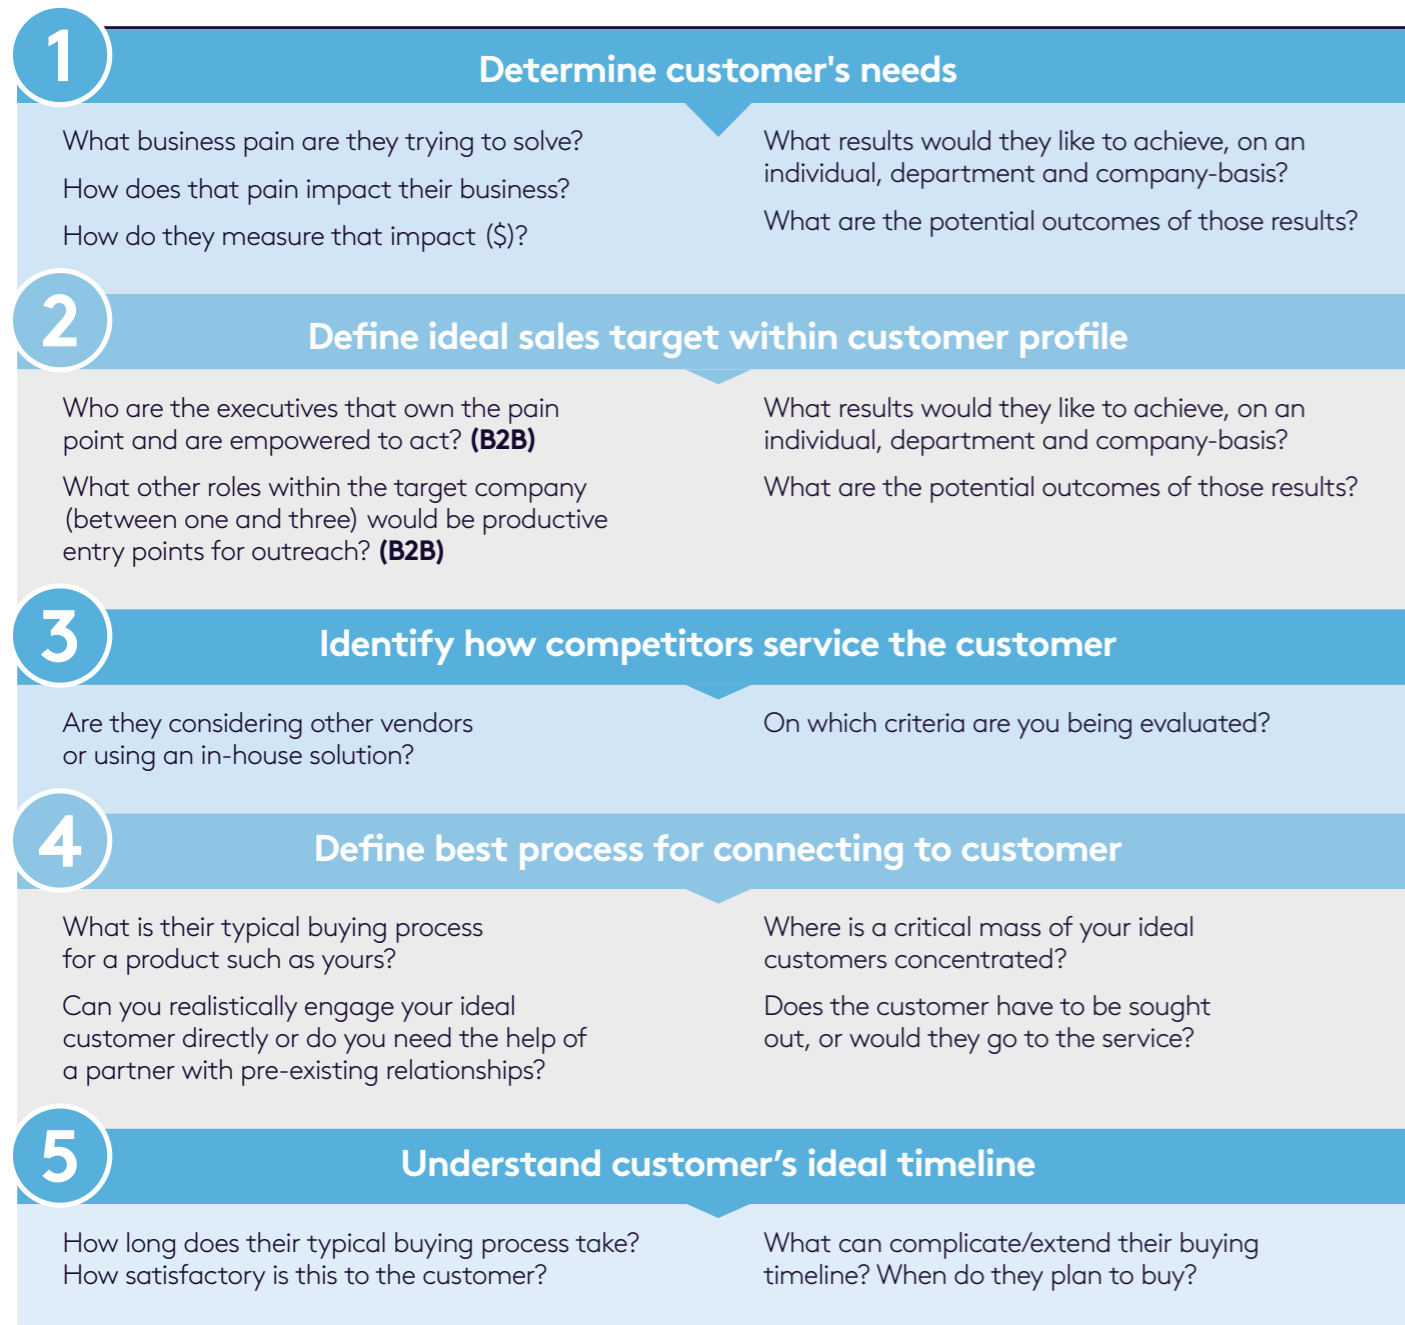 1
Determine customer's needs
What business pain are they trying to solve?
How does that pain impact their business?
How do they measure that impact ($)?
What results would they like to achieve, on an
individual, department and company-basis?
What are the potential outcomes of those results?
2
Define ideal sales target within customer profile
Who are the executives that own the pain
point and are empowered to act? (B2B)
What other roles within the target company
(between one and three) would be productive
entry points for outreach? (B2B)
What results would they like to achieve, on an
individual, department and company-basis?
What are the potential outcomes of those results?
3
Identify how competitors service the customer
Are they considering other vendors
or using an in-house solution?
On which criteria are you being evaluated?
4
Define best process for connecting to customer
What is their typical buying process
for a product such as yours?
Can you realistically engage your ideal
customer directly or do you need the help of
a partner with pre-existing relationships?
Where is a critical mass of your ideal
customers concentrated?
Does the customer have to be sought
out, or would they go to the service?
5
Understand customer’s ideal timeline
How long does their typical buying process take?
How satisfactory is this to the customer?
What can complicate/extend their buying
timeline? When do they plan to buy?